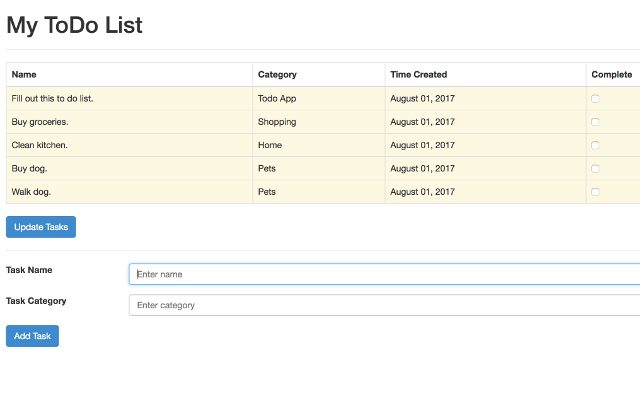 My ToDo List
Name Category Time Created Complete
Fill out this to do list. Todo App August 01, 2017
Buy groceries. Shopping August 01, 2017
Clean kitchen. Home August 01, 2017
Buy dog. Pets August 01, 2017
Walk dog. Pets August 01, 2017
Update Tasks
Task Name Enter name
Task Category Enter category
Add Task